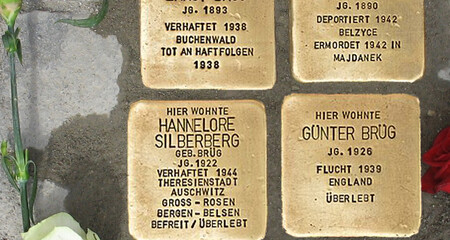 JG. 1893
VERHAFTET 1938
BUCHENWALD
TOT AN HAFTFOLGEN
1938
JG. 1890
DEPORTIERT 1942
BELZYCE
ERMORDET 1942 IN
MAJDANEK
HIER WOHNTE
HANNELORE
SILBERBERG
GEB. BRÜG
JG. 1922
VERHAFTET 1944
THERESIENSTADT
AUSCHWITZ
GROSS - ROSEN
BERGEN - BELSEN
BEFREIT / ÜBERLEBT
HIER WOHNTE
GÜNTER BRÜG
JG. 1926
FLUCHT 1939
ENGLAND
ÜBERLEBT